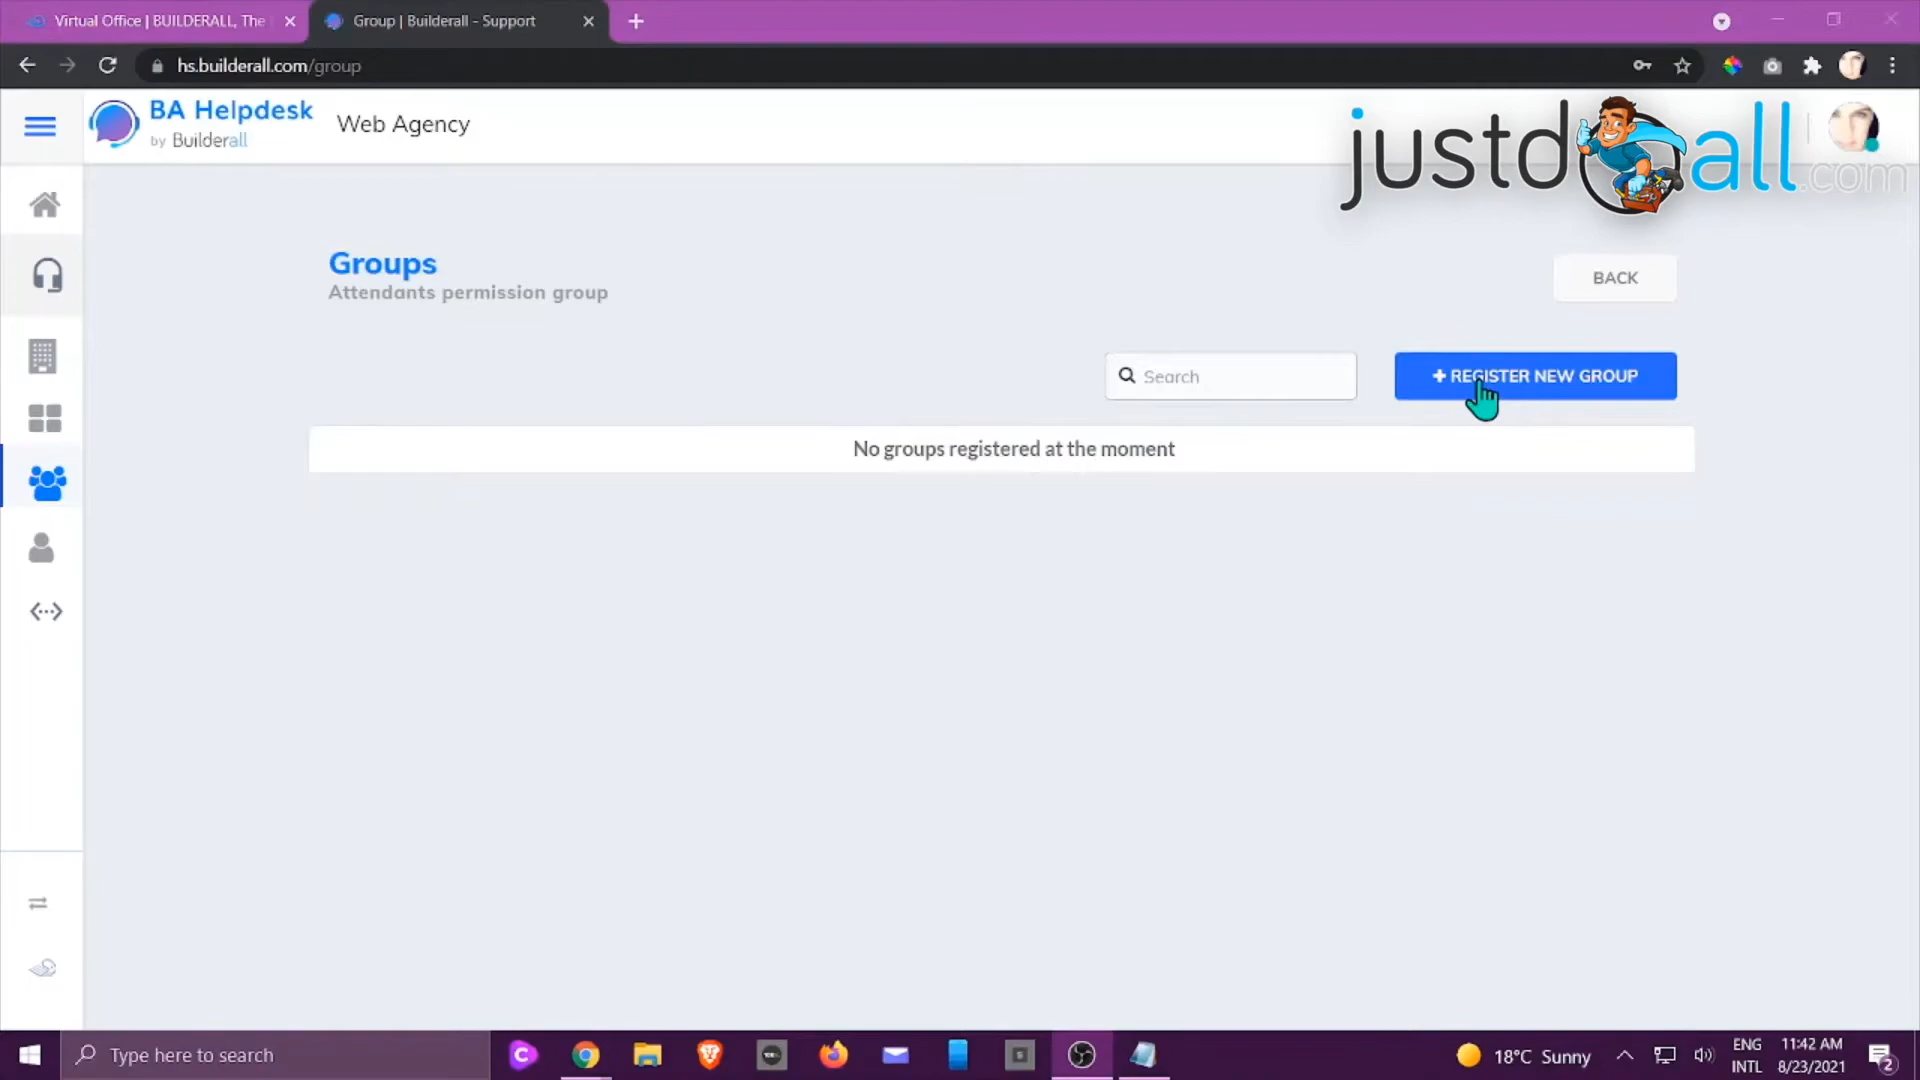 Virtual Office | BUILDERALL, The
Group | Builderall - Support
hs.builderall.com/group
BA Helpdesk
by Builderall
Web Agency
justdoall.com
Groups
Attendants permission group
BACK
Search
+ REGISTER NEW GROUP
No groups registered at the moment
Type here to search
18°C Sunny
ENG
INTL
11:42 AM
8/23/2021
2